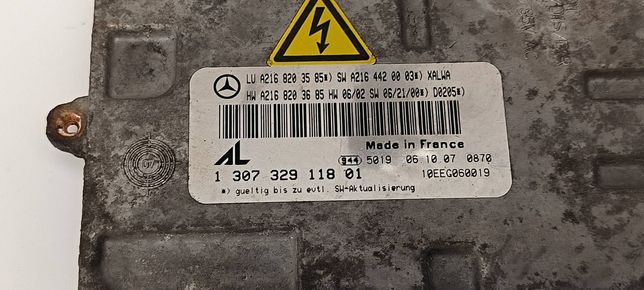 LU A216 820 35 85*) SW A216 442 00 03*) XALWA
HW A216 820 36 85 HW 06/02 SW 06/21/00*) D0205*)
Made in France
AL
944 5019 06 10 07 0870
1 307 329 118 01
10EEG060019
*) gueltig bis zu evtl. SW-Aktualisierung